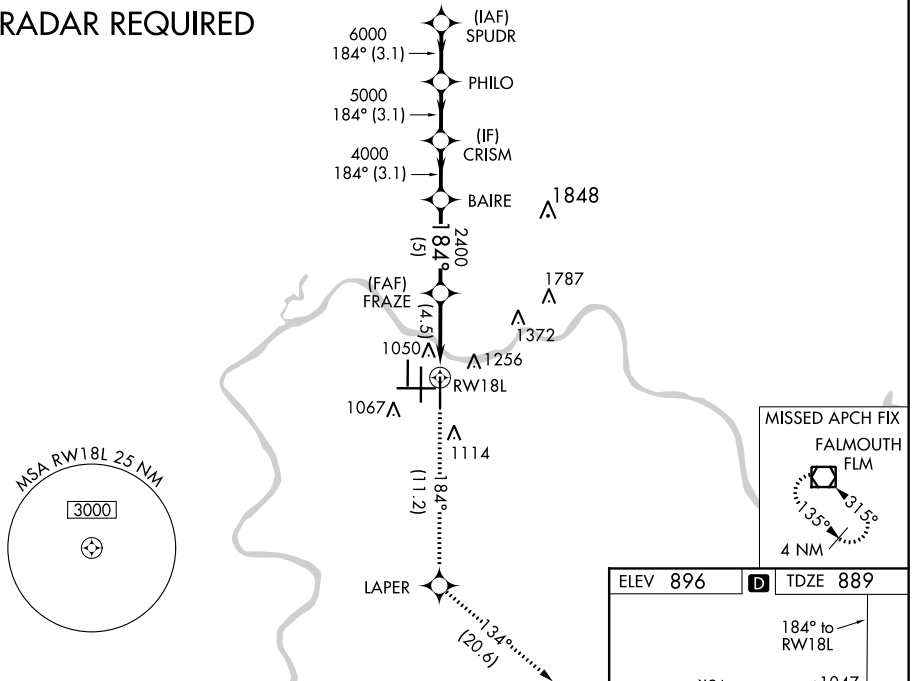 RADAR REQUIRED
(IAF)
SPUDR
6000
184° (3.1)
PHILO
5000
184° (3.1)
(IF)
CRISM
4000
184° (3.1)
BAIRE
1848
2400
184°
(5)
(FAF)
FRAZE
1787
(4.5)
1372
1050
1256
RW18L
1067
1114
MISSED APCH FIX
FALMOUTH
FLM
315°
135°
4 NM
MSA RW18L 25 NM
3000
184°
(11.2)
LAPER
134°
(20.6)
ELEV 896
D
TDZE 889
184° to
RW18L
1047